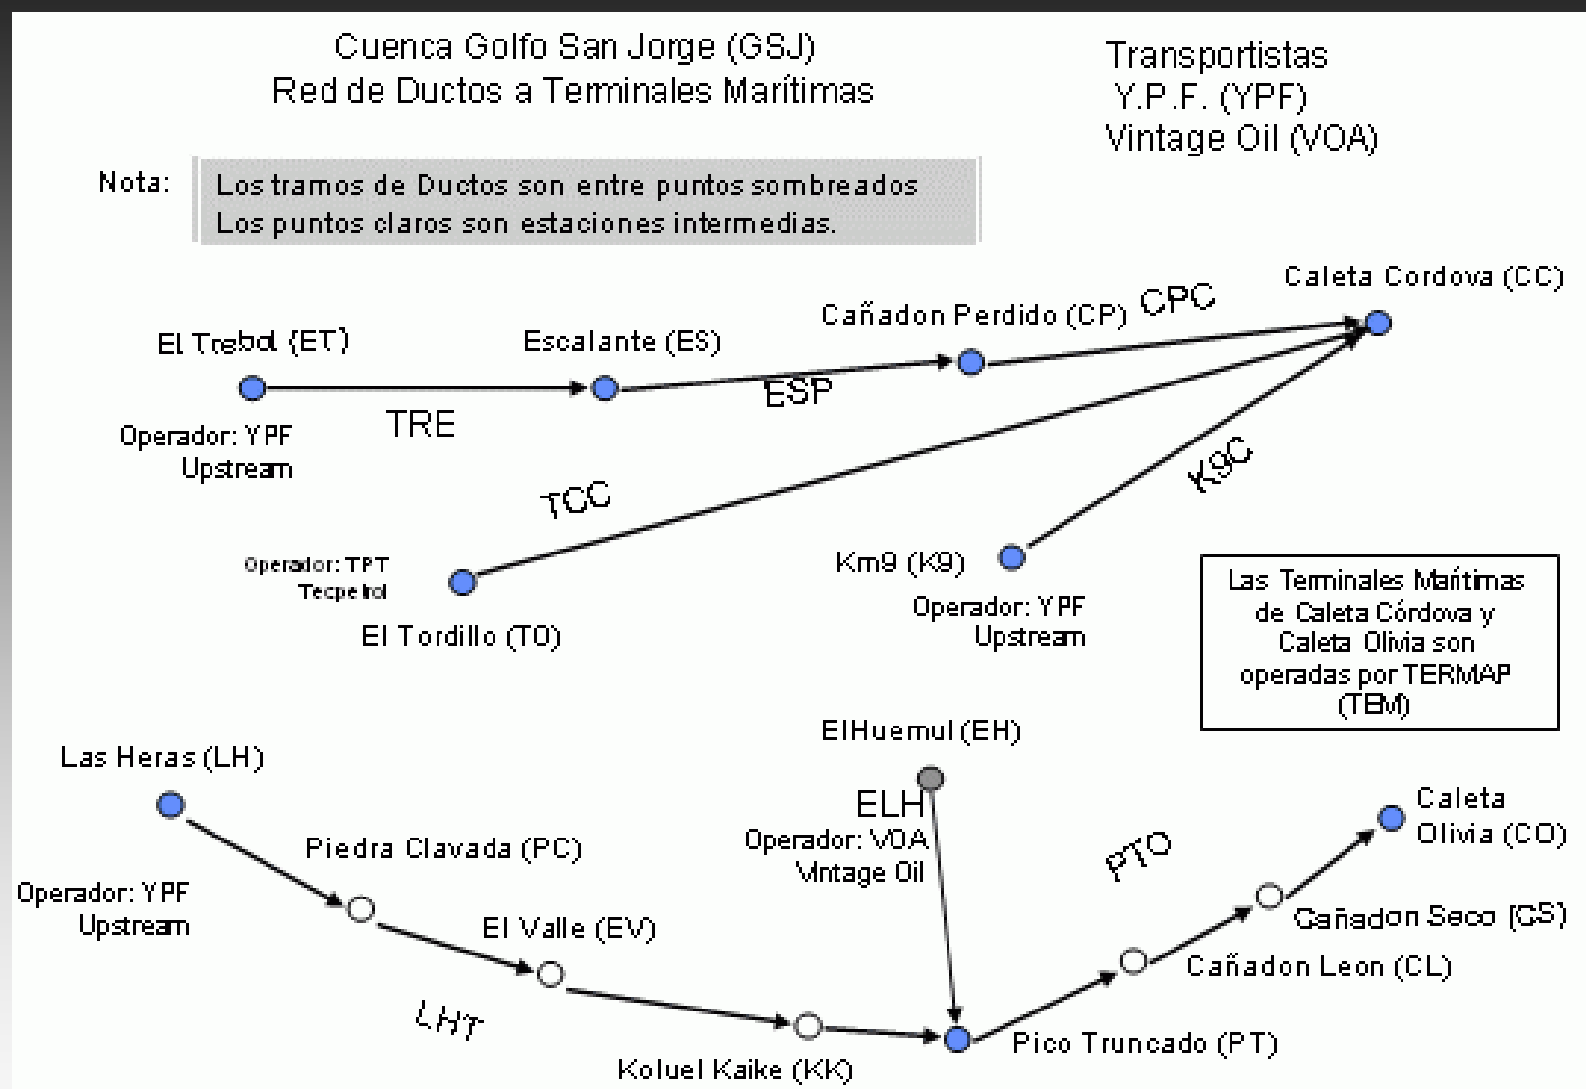 Cuenca Golfo San Jorge (GSJ)
Red de Ductos a Terminales Marítimas
Transportistas
Y.P.F. (YPF)
Vintage Oil (VOA)
Nota:
Los tramos de Ductos son entre puntos sombreados
Los puntos claros son estaciones intermedias.
Caleta Cordova (CC)
CPC
Cañadon Perdido (CP)
El Trebol (ET)
Escalante (ES)
ESP
TRE
Operador: YPF
Upstream
K9C
TCC
Operador: TPT
Tecpetrol
El Tordillo (TO)
Km9 (K9)
Operador: YPF
Upstream
Las Terminales Marítimas
de Caleta Córdova y
Caleta Olivia son
operadas por TERMAP
(TEM)
Las Heras (LH)
ElHuemul (EH)
ELH
Operador: VOA
Vintage Oil
Caleta
Olivia (CO)
PTO
Piedra Clavada (PC)
Operador: YPF
Upstream
El Valle (EV)
Cañadon Seco (CS)
Cañadon Leon (CL)
LHT
Koluel Kaike (KK)
Pico Truncado (PT)